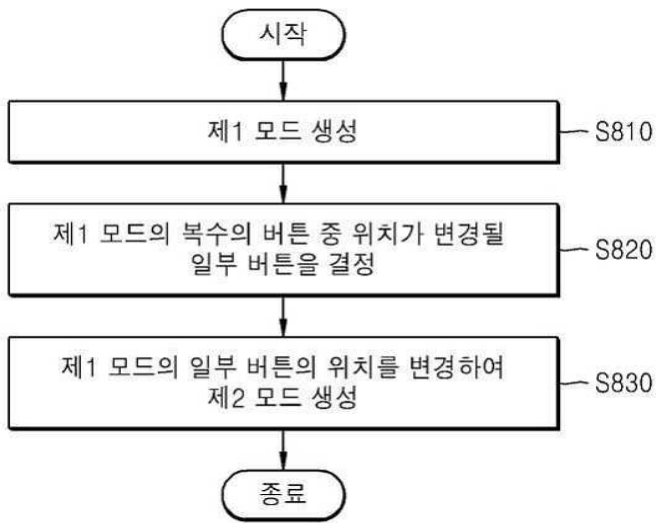 시작
제1 모드 생성
S810
제1 모드의 복수의 버튼 중 위치가 변경될
일부 버튼을 결정
S820
제1 모드의 일부 버튼의 위치를 변경하여
제2 모드 생성
S830
종료